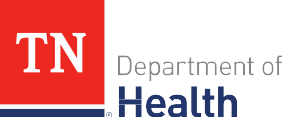 TN
Department of
Health
®